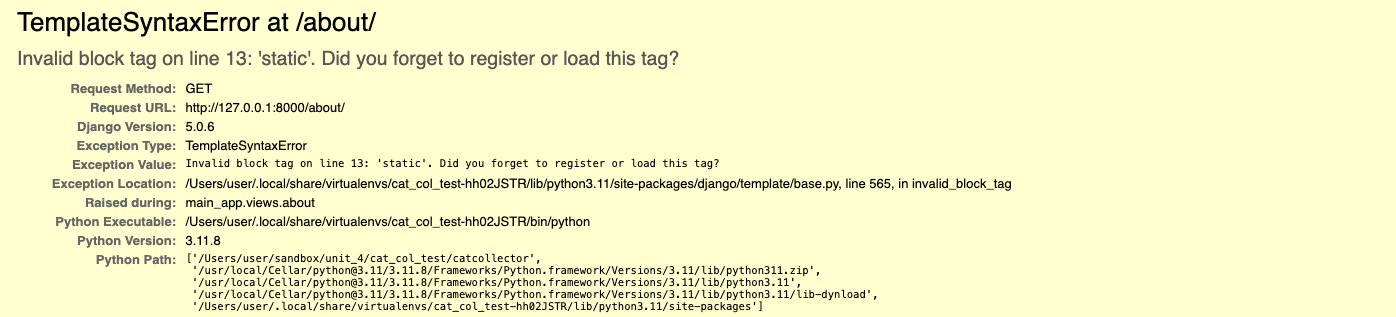 TemplateSyntaxError at /about/
Invalid block tag on line 13: 'static'. Did you forget to register or load this tag?
Request Method: GET
Request URL: http://127.0.0.1:8000/about/
Django Version: 5.0.6
Exception Type: TemplateSyntaxError
Exception Value: Invalid block tag on line 13: 'static'. Did you forget to register or load this tag?
Exception Location: /Users/user/.local/share/virtualenvs/cat_col_test-hh02JSTR/lib/python3.11/site-packages/django/template/base.py, line 565, in invalid_block_tag
Raised during: main_app.views.about
Python Executable: /Users/user/.local/share/virtualenvs/cat_col_test-hh02JSTR/bin/python
Python Version: 3.11.8
Python Path: ['/Users/user/sandbox/unit_4/cat_col_test/catcollector',
'/usr/local/Cellar/python@3.11/3.11.8/Frameworks/Python.framework/Versions/3.11/lib/python311.zip',
'/usr/local/Cellar/python@3.11/3.11.8/Frameworks/Python.framework/Versions/3.11/lib/python3.11',
'/usr/local/Cellar/python@3.11/3.11.8/Frameworks/Python.framework/Versions/3.11/lib/python3.11/lib-dynload',
'/Users/user/.local/share/virtualenvs/cat_col_test-hh02JSTR/lib/python3.11/site-packages']